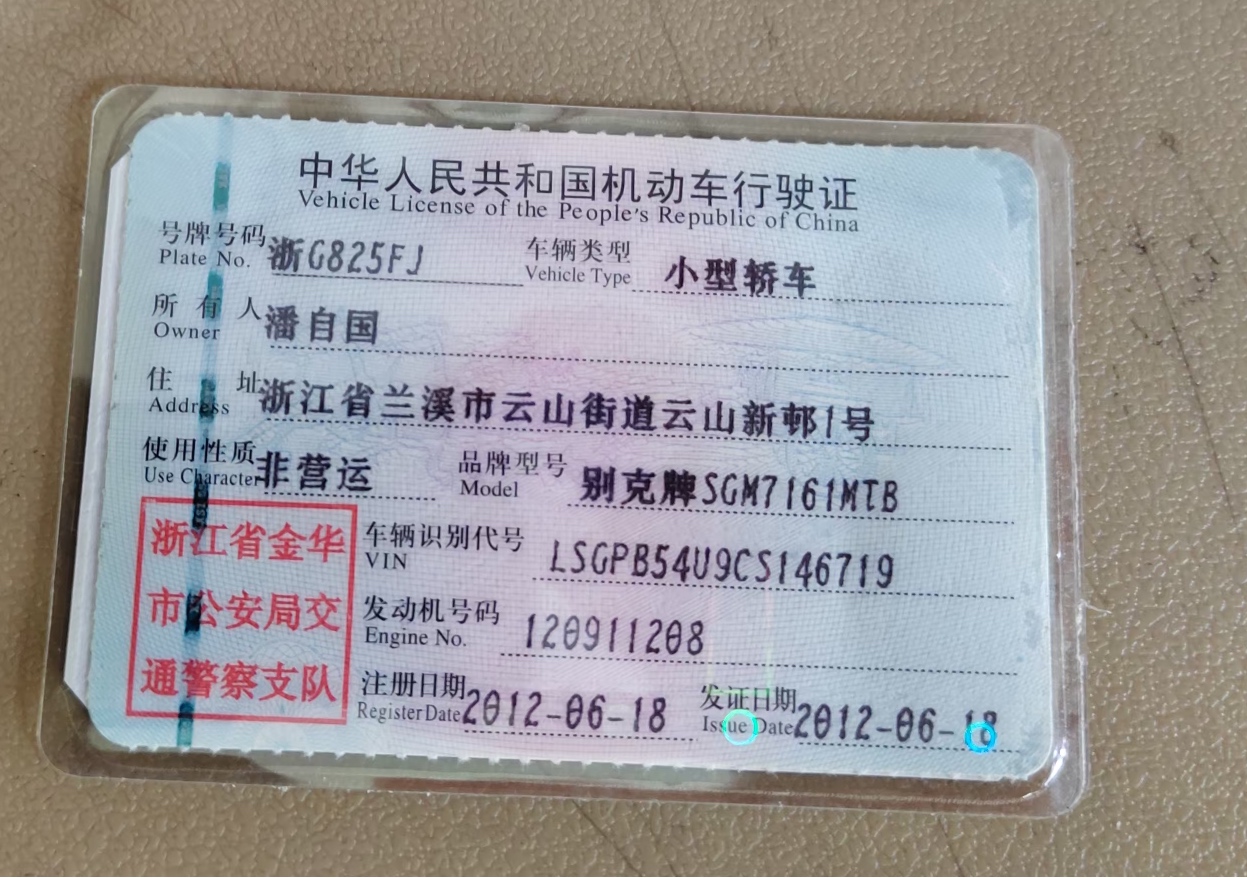 中华人民共和国机动车行驶证
Vehicle License of the People's Republic of China
号牌号码 浙G825FJ 车辆类型 小型轿车
Plate No. Vehicle Type
所有人 潘自国
Owner
住址 浙江省兰溪市云山街道云山新邨1号
Address
使用性质 非营运 品牌型号 别克牌SGM7161MTB
Use Character Model
浙江省金华
市公安局交
通警察支队
车辆识别代号 LSGPB54U9CS146719
VIN
发动机号码 120911208
Engine No.
注册日期 2012-06-18 发证日期 2012-06-18
Register Date Issue Date